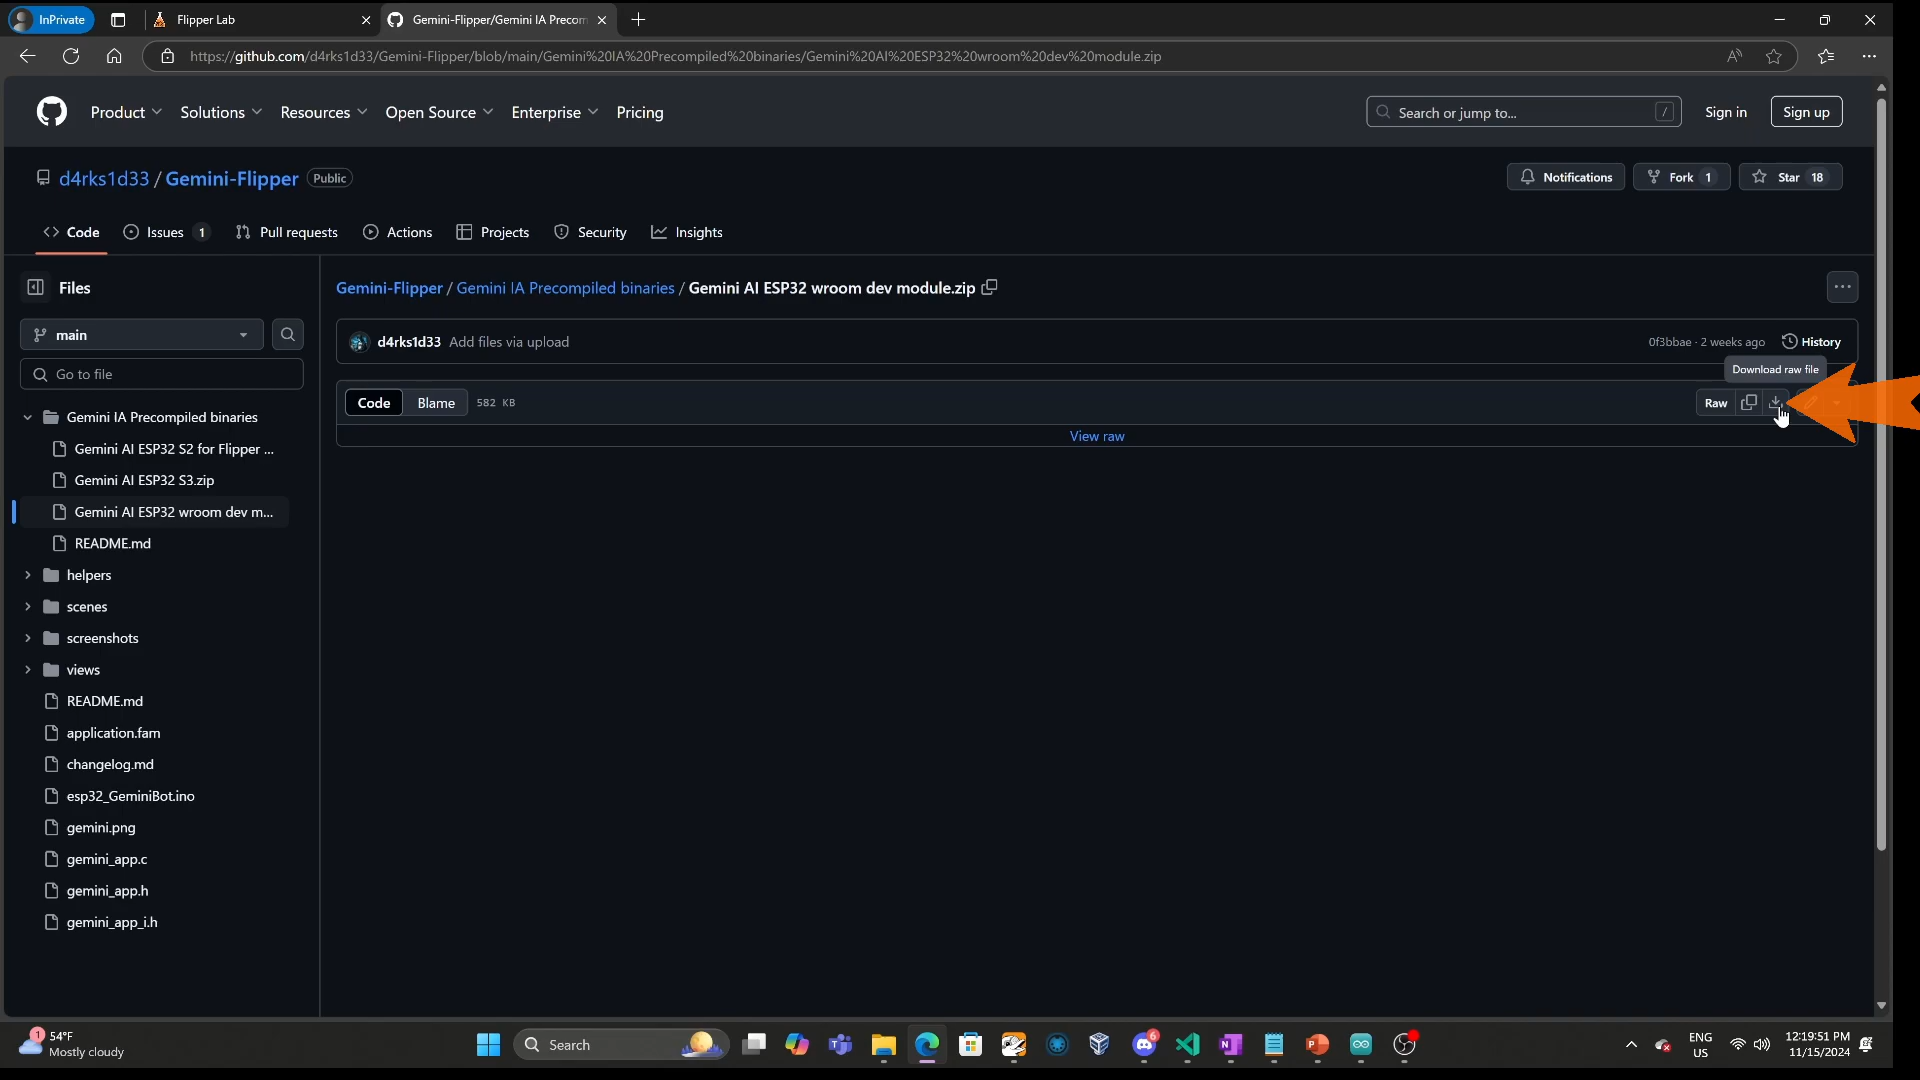 InPrivate
Flipper Lab
Gemini-Flipper/Gemini IA Precom
https://github.com/d4rks1d33/Gemini-Flipper/blob/main/Gemini%20IA%20Precompiled%20binaries/Gemini%20AI%20ESP32%20wroom%20dev%20module.zip
Product Solutions Resources Open Source Enterprise Pricing
Search or jump to... /
Sign in
Sign up
d4rks1d33 / Gemini-Flipper Public
Notifications
Fork 1
Star 18
Code
Issues 1
Pull requests
Actions
Projects
Security
Insights
Files
main
Go to file
Gemini IA Precompiled binaries
Gemini AI ESP32 S2 for Flipper ...
Gemini AI ESP32 S3.zip
Gemini AI ESP32 wroom dev m...
README.md
helpers
scenes
screenshots
views
README.md
application.fam
changelog.md
esp32_GeminiBot.ino
gemini.png
gemini_app.c
gemini_app.h
gemini_app_i.h
Gemini-Flipper / Gemini IA Precompiled binaries / Gemini AI ESP32 wroom dev module.zip
d4rks1d33 Add files via upload
0f3bbae · 2 weeks ago
History
Download raw file
Code
Blame
582 KB
Raw
View raw
1
54°F
Mostly cloudy
Search
6
ENG
US
12:19:51 PM
11/15/2024